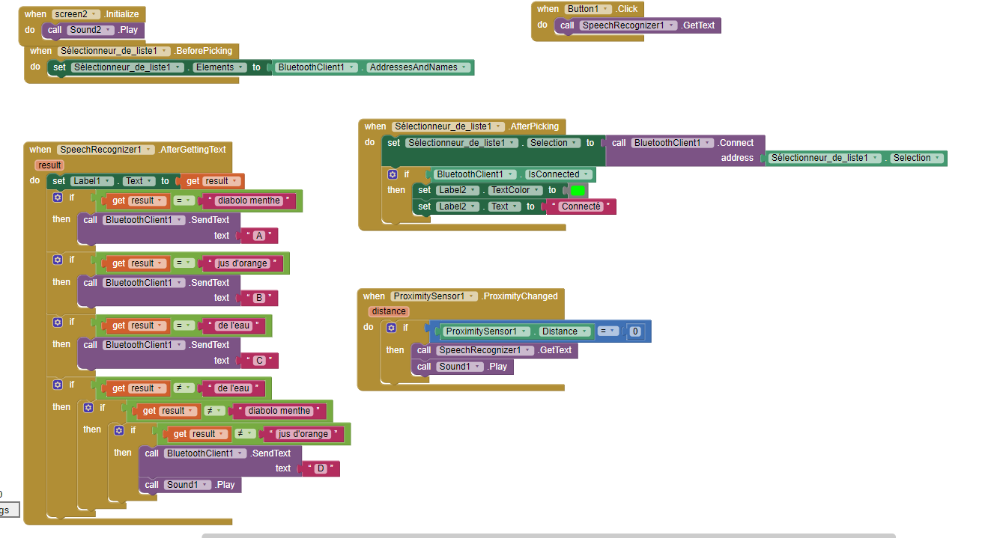 when screen2 .Initialize
do call Sound2 .Play
when Sélectionneur_de_liste1 .BeforePicking
do set Sélectionneur_de_liste1 . Elements to BluetoothClient1 . AddressesAndNames
when Button1 .Click
do call SpeechRecognizer1 .GetText
when Sélectionneur_de_liste1 .AfterPicking
do set Sélectionneur_de_liste1 . Selection to call BluetoothClient1 .Connect
address Sélectionneur_de_liste1 . Selection
if BluetoothClient1 . IsConnected
then set Label2 . TextColor to
set Label2 . Text to " Connecté "
when SpeechRecognizer1 .AfterGettingText
result
do set Label1 . Text to get result
if get result = " diabolo menthe "
then call BluetoothClient1 .SendText
text " A "
if get result = " jus d'orange "
then call BluetoothClient1 .SendText
text " B "
if get result = " de l'eau "
then call BluetoothClient1 .SendText
text " C "
if get result ≠ " de l'eau "
then if get result ≠ " diabolo menthe "
then if get result ≠ " jus d'orange "
then call BluetoothClient1 .SendText
text " D "
call Sound1 .Play
when ProximitySensor1 .ProximityChanged
distance
do if ProximitySensor1 . Distance = 0
then call SpeechRecognizer1 .GetText
call Sound1 .Play
0
gs